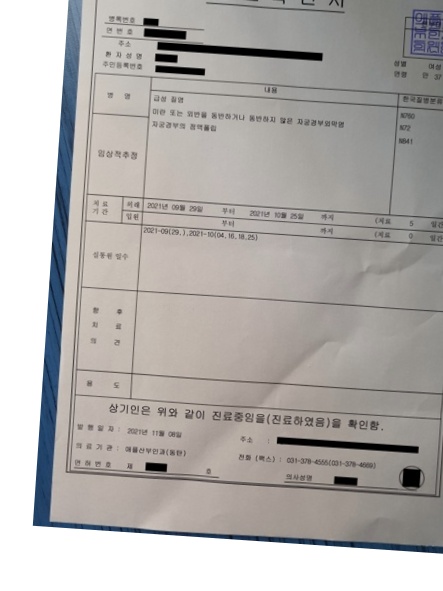 병록번호
연 번 호
주소
환 자 성 명
주민등록번호
성별 여성
연령 만 37
병 명
내용
한국질병분류
급성 질염
N760
미란 또는 외번을 동반하거나 동반하지 않은 자궁경부외막염
N72
자궁경부의 점액폴립
N841
임상적추정
치료 기간
외래 2021년 09월 29일 부터 2021년 10월 25일 까지 (치료 5 일간
입원 부터 까지 (치료 0 일간
실통원 일수
2021-09(29,),2021-10(04,16,18,25)
향 후
치 료
의 견
용 도
상기인은 위와 같이 진료중임을(진료하였음)을 확인함.
발 행 일 자 : 2021년 11월 08일
주소 :
의 료 기 관 : 애플산부인과(동탄)
전화 (팩스) : 031-378-4555(031-378-4669)
면 허 번 호 제 호
의사성명